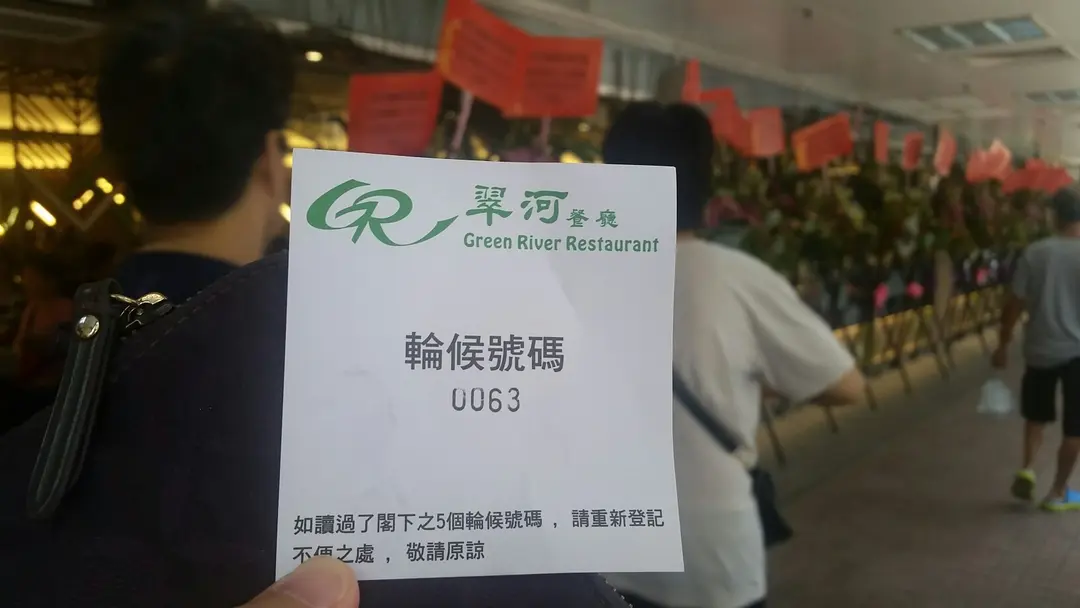 GR
翠河餐廳
Green River Restaurant
輪候號碼
0063
如讀過了閣下之5個輪候號碼，請重新登記
不便之處，敬請原諒